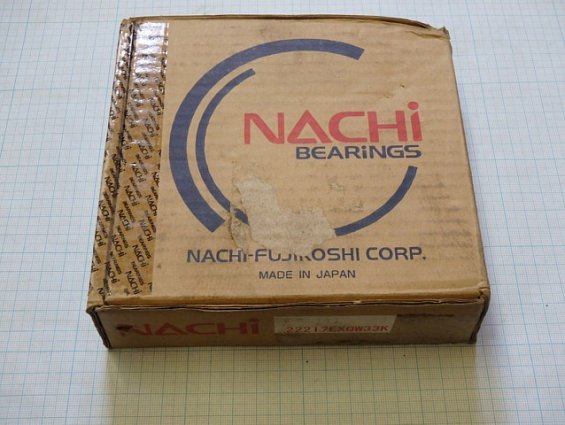 NACHi
BEARiNGS
NACHI-FUJIKOSHI CORP.
MADE IN JAPAN
NACHi
22217EXQW33K